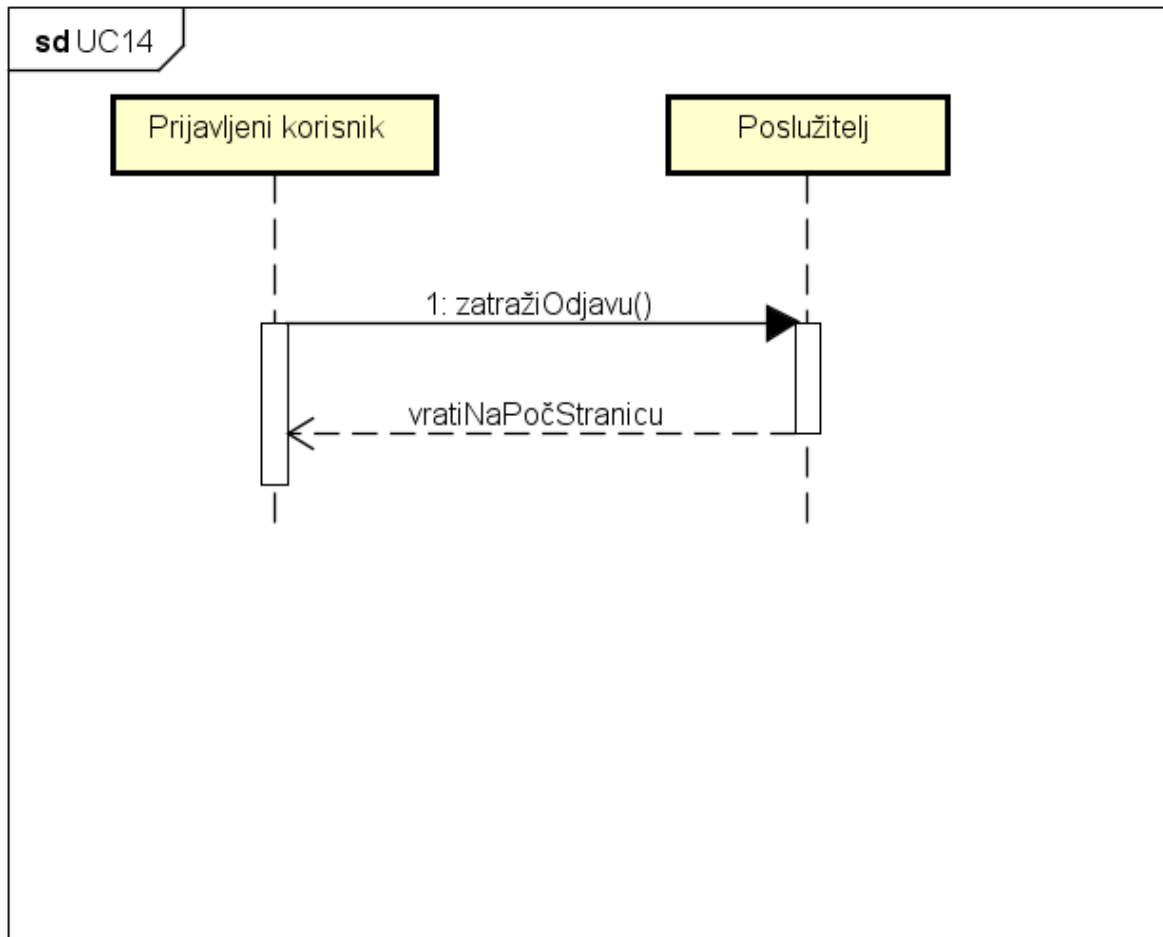 sd UC14
Prijavljeni korisnik
Poslužitelj
1: zatražiOdjavu()
vratiNaPočStranicu